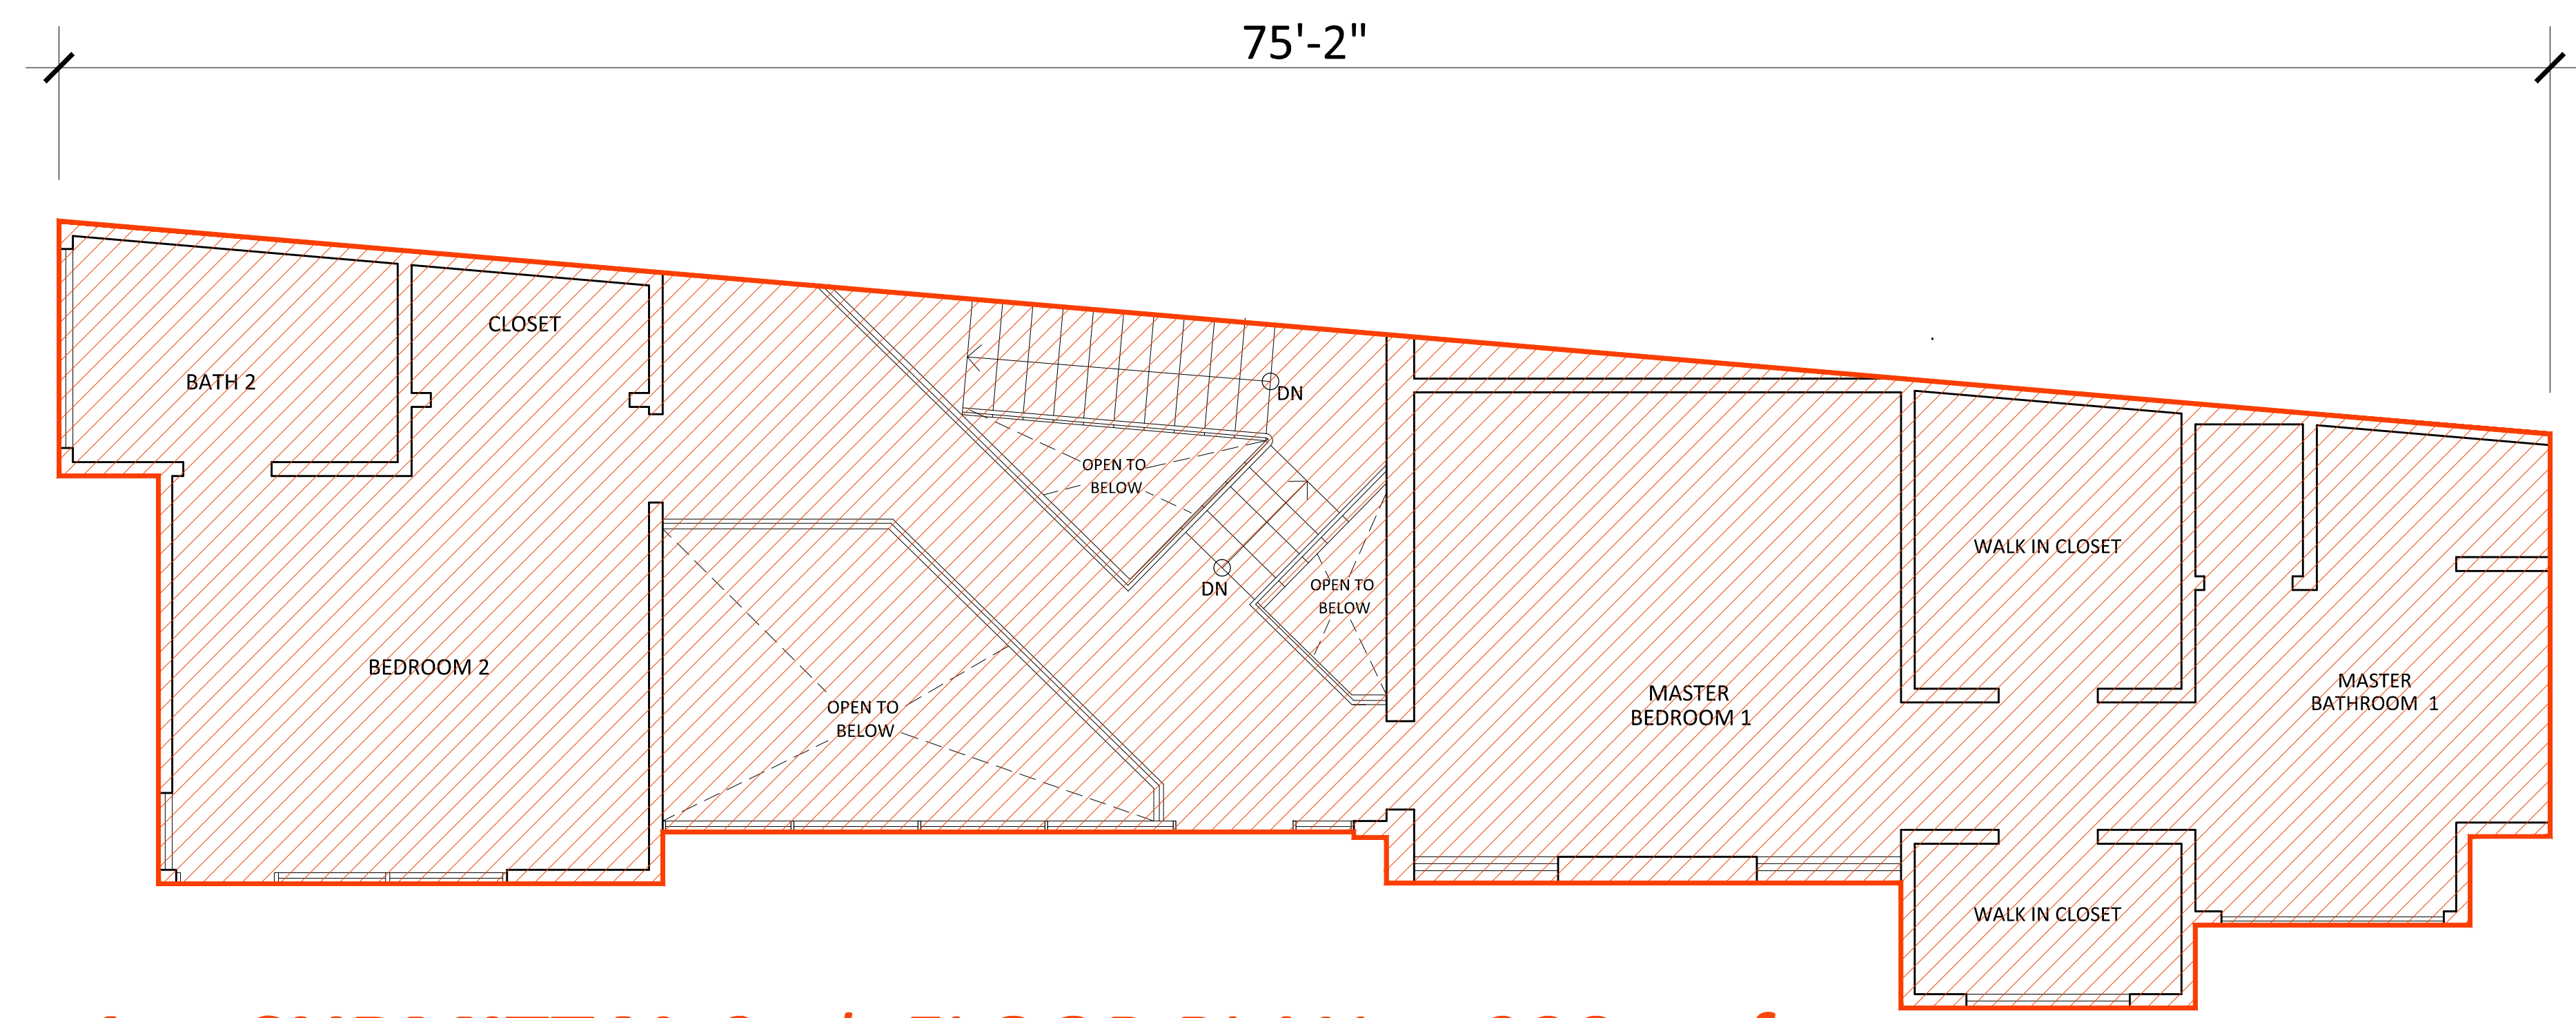 75'-2"
CLOSET
BATH 2
DN
OPEN TO
BELOW
DN
OPEN TO
BELOW
WALK IN CLOSET
BEDROOM 2
MASTER
BEDROOM 1
MASTER
BATHROOM 1
OPEN TO
BELOW
WALK IN CLOSET